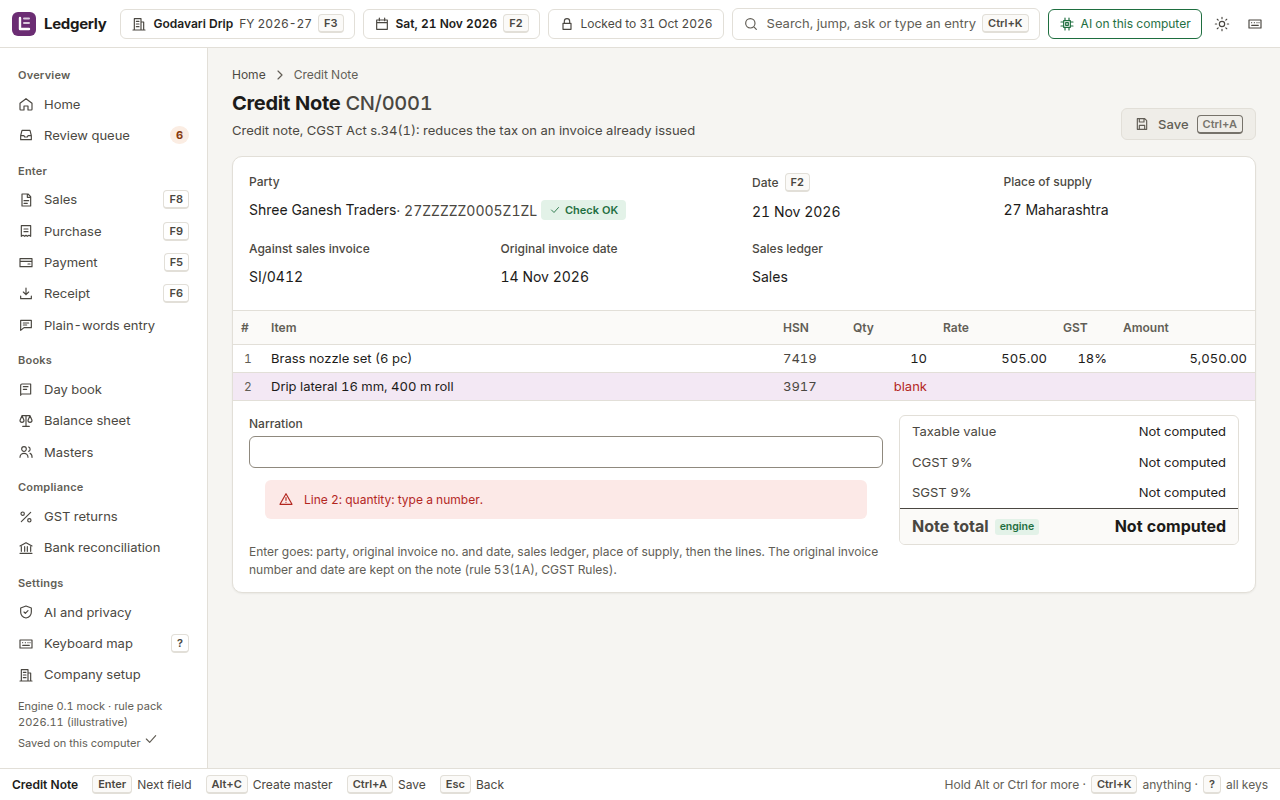 Ledgerly
Godavari Drip FY 2026-27 F3
Sat, 21 Nov 2026 F2
Locked to 31 Oct 2026
Search, jump, ask or type an entry Ctrl+K
AI on this computer
Overview
Home
Review queue 6
Enter
Sales F8
Purchase F9
Payment F5
Receipt F6
Plain-words entry
Books
Day book
Balance sheet
Masters
Compliance
GST returns
Bank reconciliation
Settings
AI and privacy
Keyboard map ?
Company setup
Engine 0.1 mock · rule pack
2026.11 (illustrative)
Saved on this computer
Home > Credit Note
Credit Note CN/0001
Credit note, CGST Act s.34(1): reduces the tax on an invoice already issued
Save Ctrl+A
Party
Date F2
Place of supply
Shree Ganesh Traders· 27ZZZZZ0005Z1ZL Check OK
21 Nov 2026
27 Maharashtra
Against sales invoice
Original invoice date
Sales ledger
SI/0412
14 Nov 2026
Sales
# Item HSN Qty Rate GST Amount
1 Brass nozzle set (6 pc) 7419 10 505.00 18% 5,050.00
2 Drip lateral 16 mm, 400 m roll 3917 blank
Narration
Line 2: quantity: type a number.
Enter goes: party, original invoice no. and date, sales ledger, place of supply, then the lines. The original invoice
number and date are kept on the note (rule 53(1A), CGST Rules).
Taxable value Not computed
CGST 9% Not computed
SGST 9% Not computed
Note total engine Not computed
Credit Note Enter Next field Alt+C Create master Ctrl+A Save Esc Back
Hold Alt or Ctrl for more · Ctrl+K anything · ? all keys